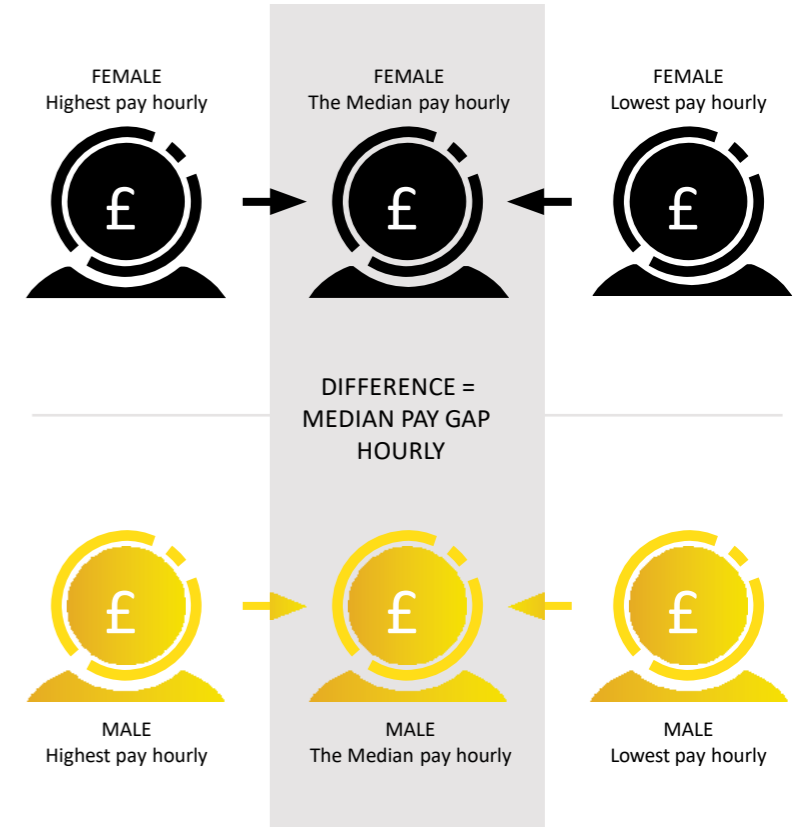 FEMALE
Highest pay hourly
FEMALE
The Median pay hourly
FEMALE
Lowest pay hourly
£
£
£
DIFFERENCE =
MEDIAN PAY GAP
HOURLY
£
£
£
MALE
Highest pay hourly
MALE
The Median pay hourly
MALE
Lowest pay hourly